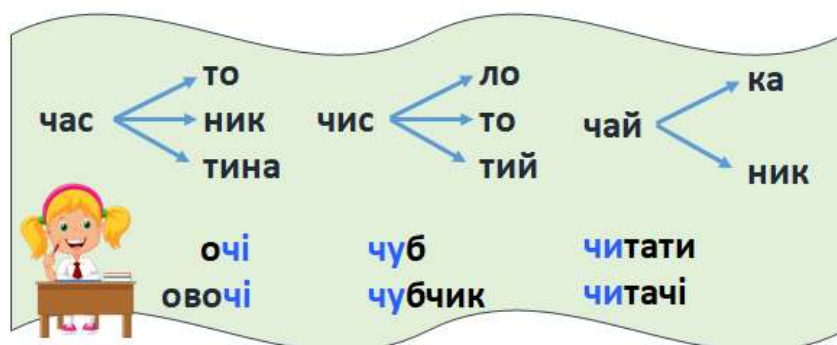 то ло ка
час ник чис то чай
тина тий ник
очі чуб читати
овочі чубчик читачі